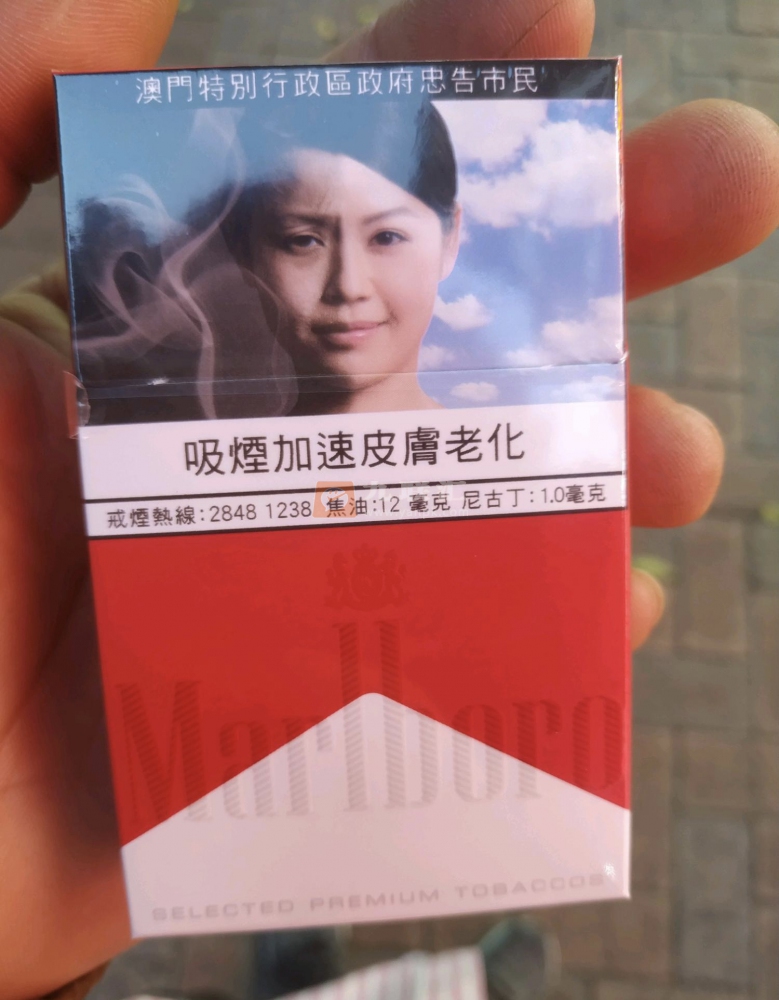 澳門特別行政區政府忠告市民
吸煙加速皮膚老化
戒煙熱線:2848 1238 焦油:12 毫克 尼古丁:1.0毫克
Marlboro
SELECTED PREMIUM TOBACCOS